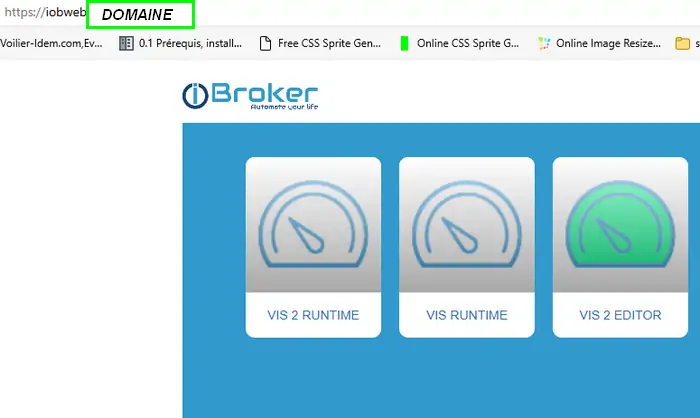 https://iobweb DOMAINE
Voilier-Idem.com,Ev... 0.1 Prérequis, install... Free CSS Sprite Gen... Online CSS Sprite G... Online Image Resize... s
iBroker
Automate your life
VIS 2 RUNTIME VIS RUNTIME VIS 2 EDITOR